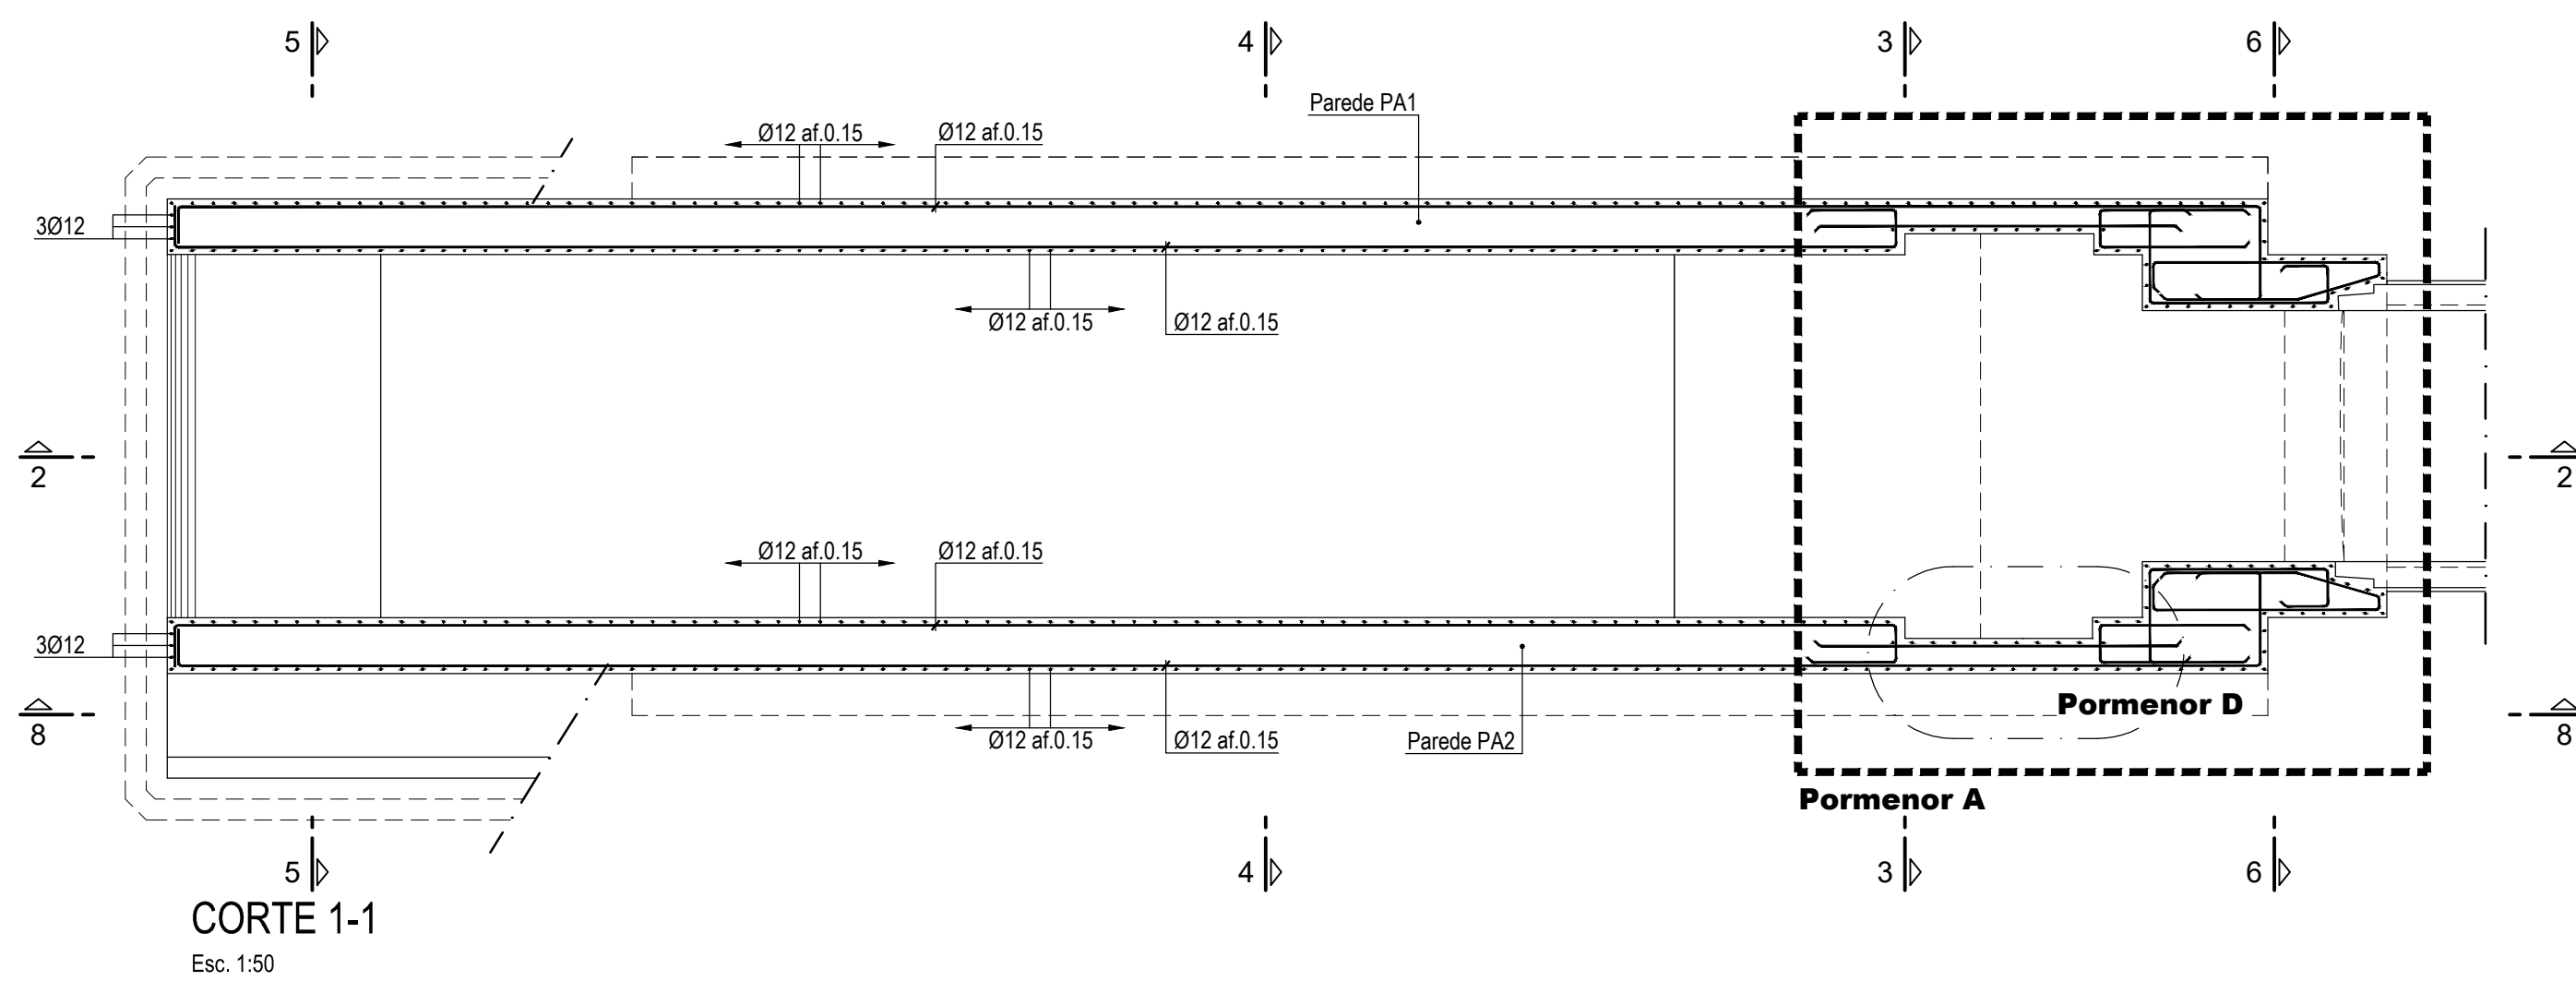 5
4
3
6
Parede PA1
Ø12 af.0.15
Ø12 af.0.15
3Ø12
Ø12 af.0.15
Ø12 af.0.15
2
2
Ø12 af.0.15
Ø12 af.0.15
3Ø12
Pormenor D
8
8
Ø12 af.0.15
Ø12 af.0.15
Parede PA2
Pormenor A
5
4
3
6
CORTE 1-1
Esc. 1:50